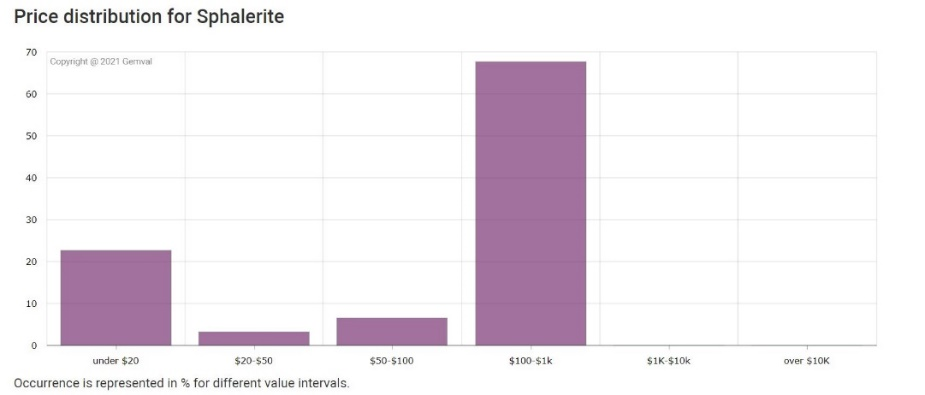 Price distribution for Sphalerite
Copyright @ 2021 Gemval
70
60
50
40
30
20
10
0
under $20 $20-$50 $50-$100 $100-$1k $1K-$10k over $10K
Occurrence is represented in % for different value intervals.